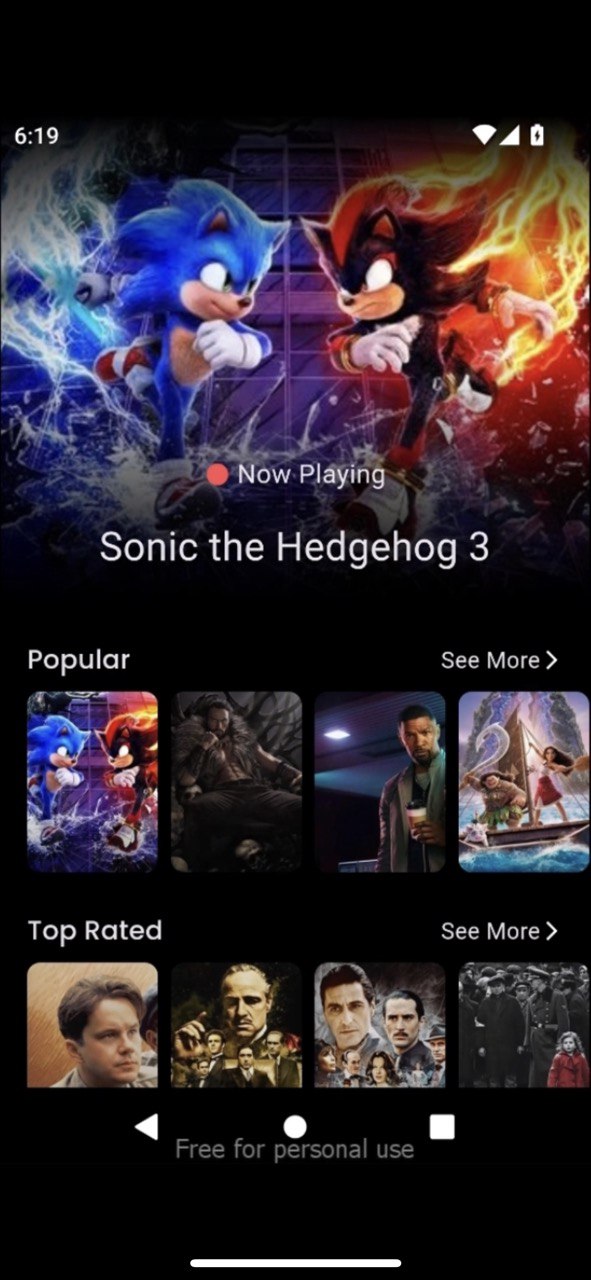 6:19
Now Playing
Sonic the Hedgehog 3
Popular
See More
Top Rated
See More
Free for personal use